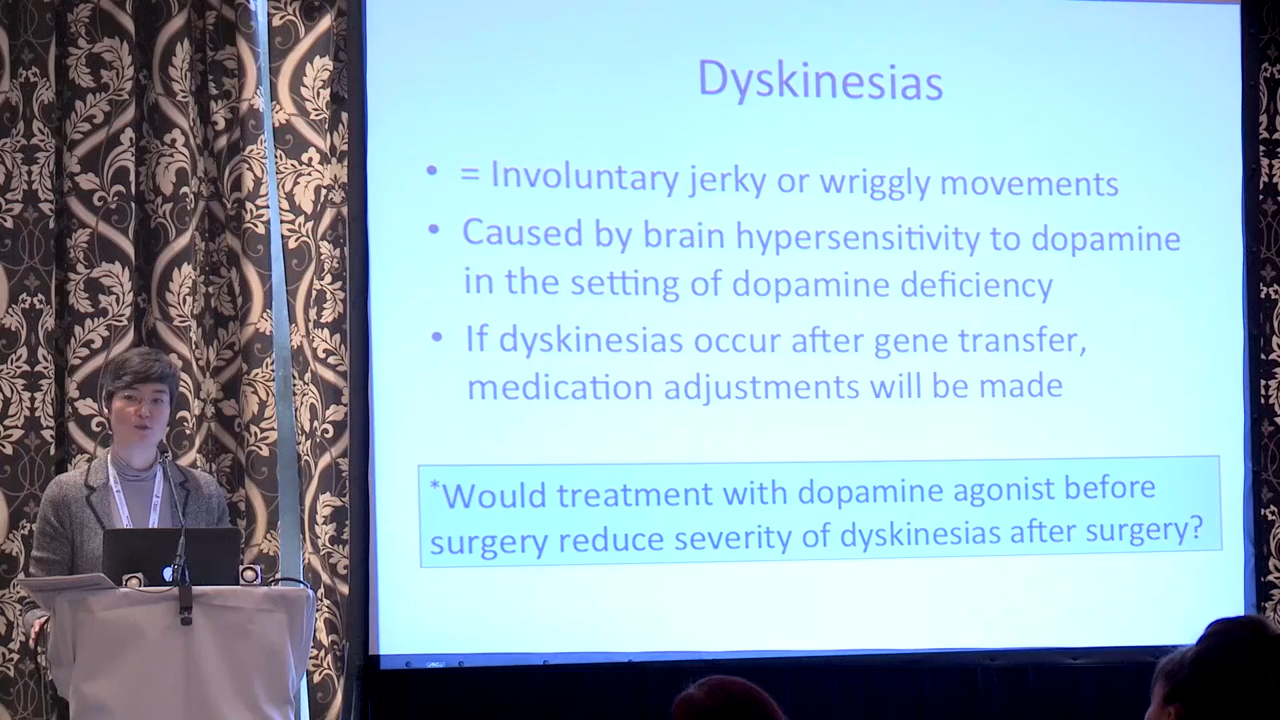 Dyskinesias
• = Involuntary jerky or wriggly movements
• Caused by brain hypersensitivity to dopamine
in the setting of dopamine deficiency
• If dyskinesias occur after gene transfer,
medication adjustments will be made
*Would treatment with dopamine agonist before
surgery reduce severity of dyskinesias after surgery?